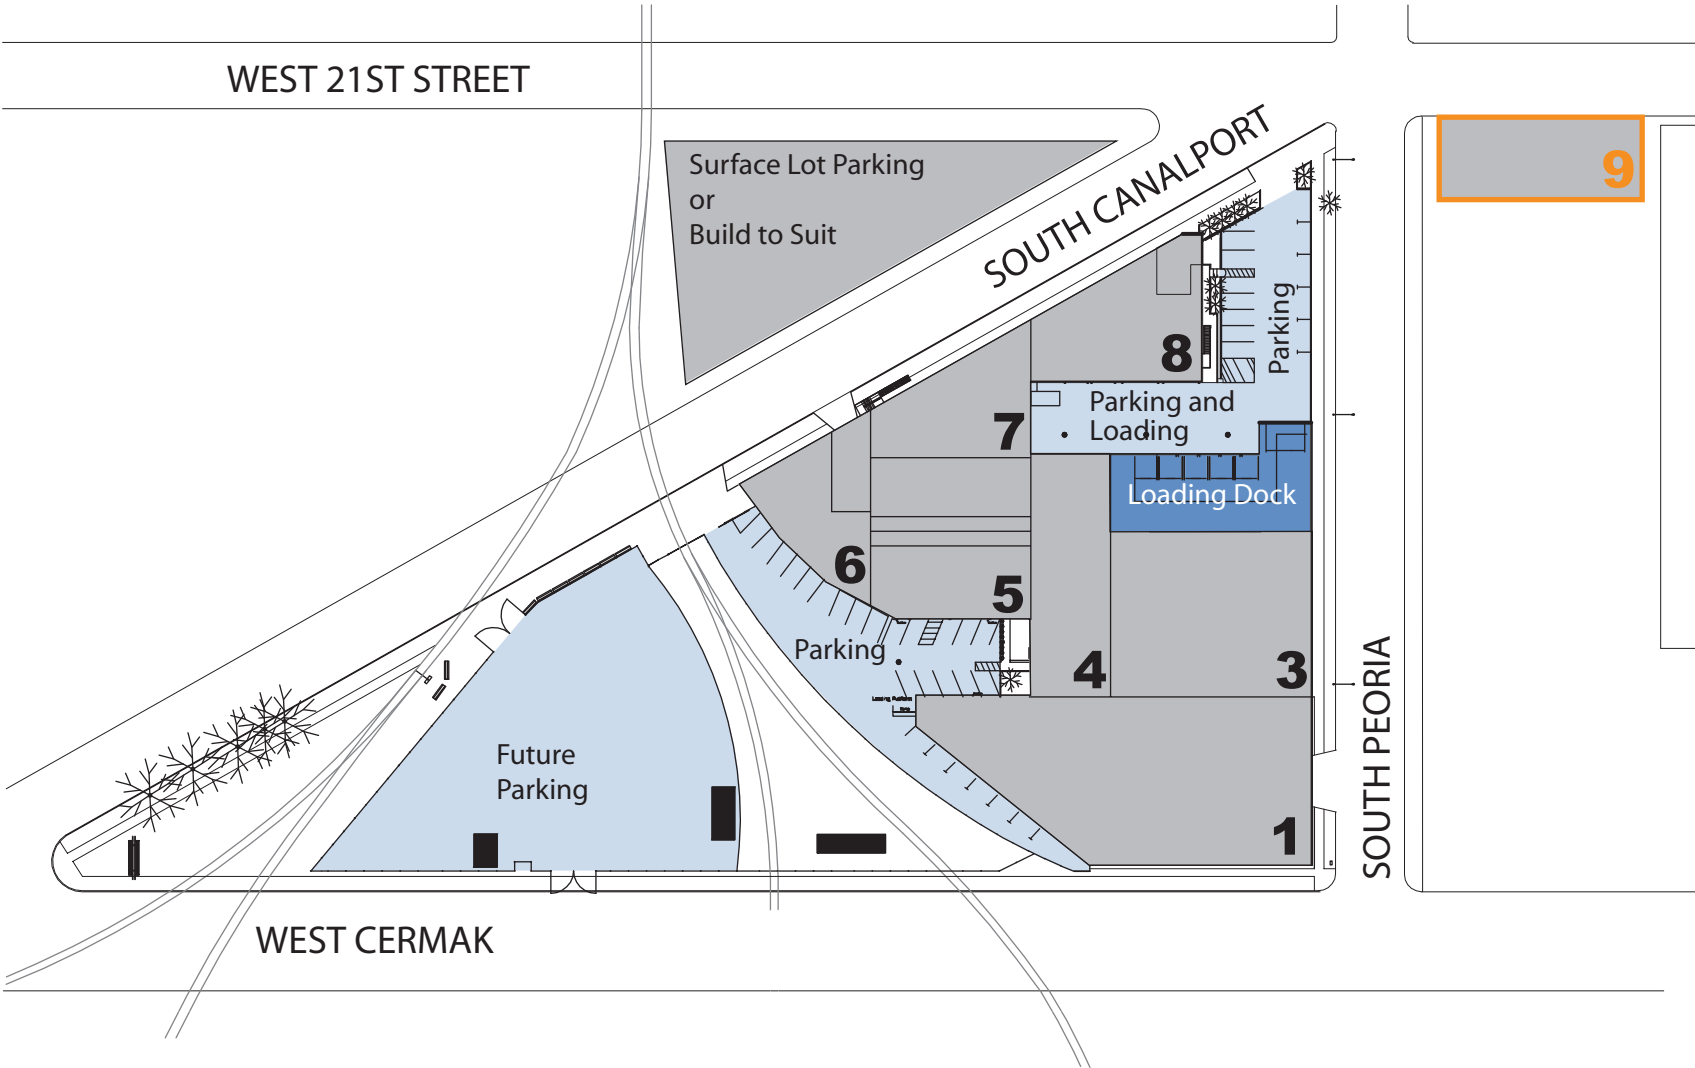 WEST 21ST STREET
Surface Lot Parking
or
Build to Suit
SOUTH CANALPORT
9
Parking
8
Parking and
Loading
7
Loading Dock
6
5
Parking
4
3
SOUTH PEORIA
Future
Parking
1
WEST CERMAK